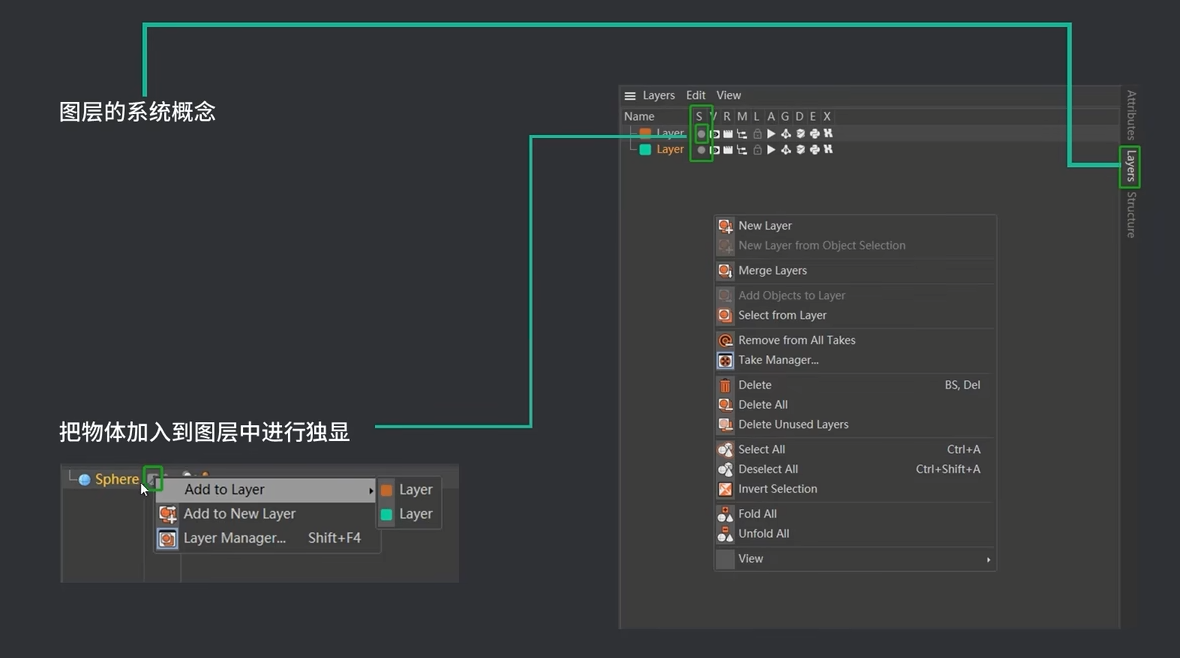 图层的系统概念
Layers Edit View
Name S V R M L A G D E X
Layer
Layer
Attributes
Layers
Structure
New Layer
New Layer from Object Selection
Merge Layers
Add Objects to Layer
Select from Layer
Remove from All Takes
Take Manager...
Delete BS, Del
Delete All
Delete Unused Layers
Select All Ctrl+A
Deselect All Ctrl+Shift+A
Invert Selection
Fold All
Unfold All
View
把物体加入到图层中进行独显
Sphere
Add to Layer
Add to New Layer
Layer Manager... Shift+F4
Layer
Layer